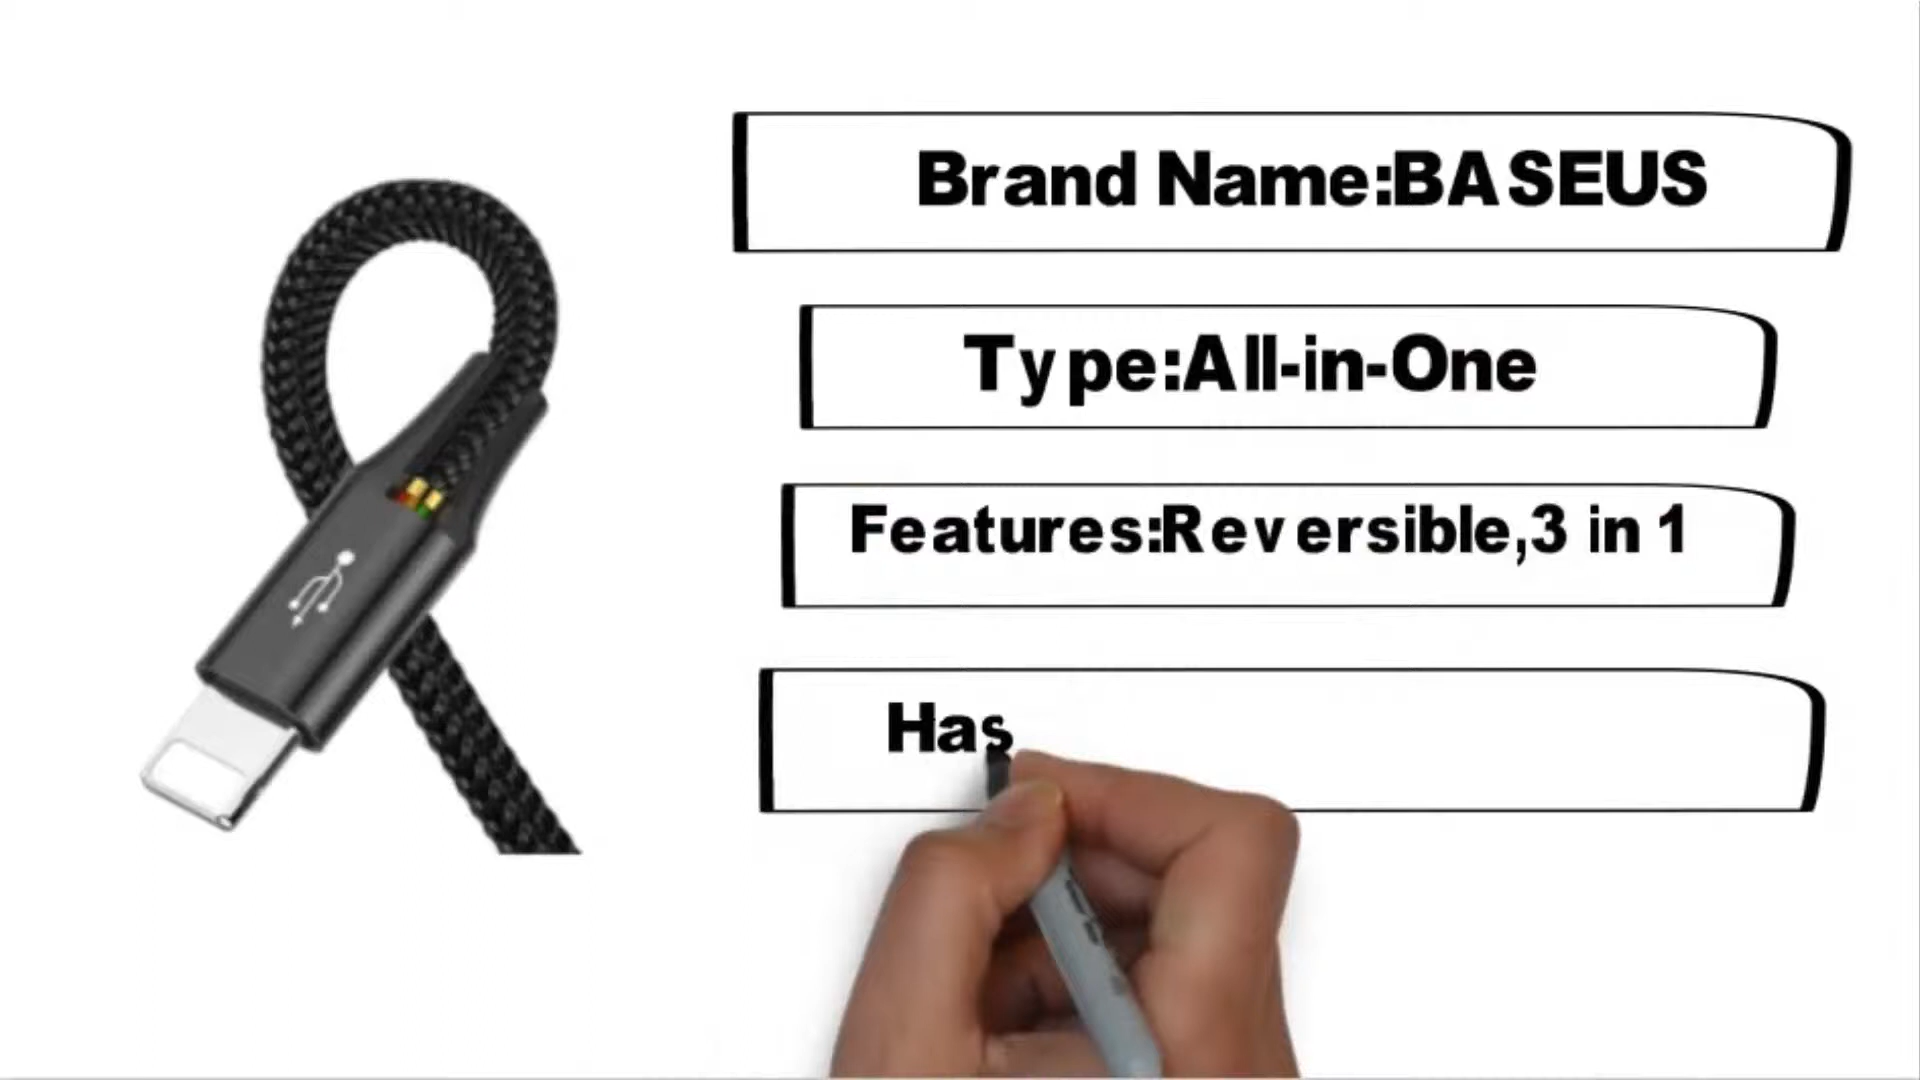 Brand Name:BASEUS
Type:All-in-One
Features:Reversible,3 in 1
Has